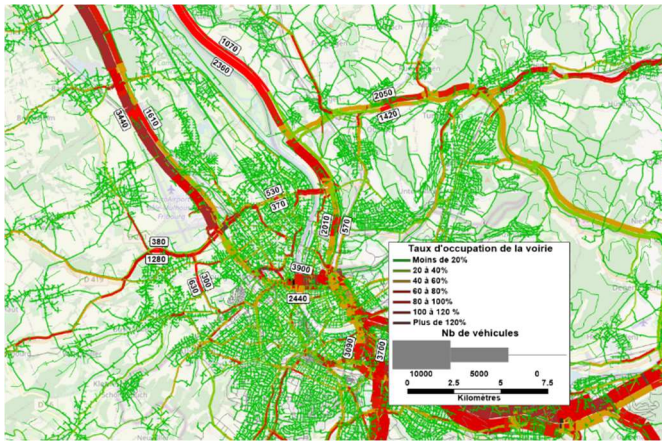 1070
2360
3440
1610
2050
1420
530
370
2010
570
380
1280
630
300
3900
2440
3090
3700
Taux d'occupation de la voirie
Moins de 20%
20 à 40%
40 à 60%
60 à 80%
80 à 100%
100 à 120 %
Plus de 120%
Nb de véhicules
10000 5000 0
0 2.5 5 7.5
Kilomètres